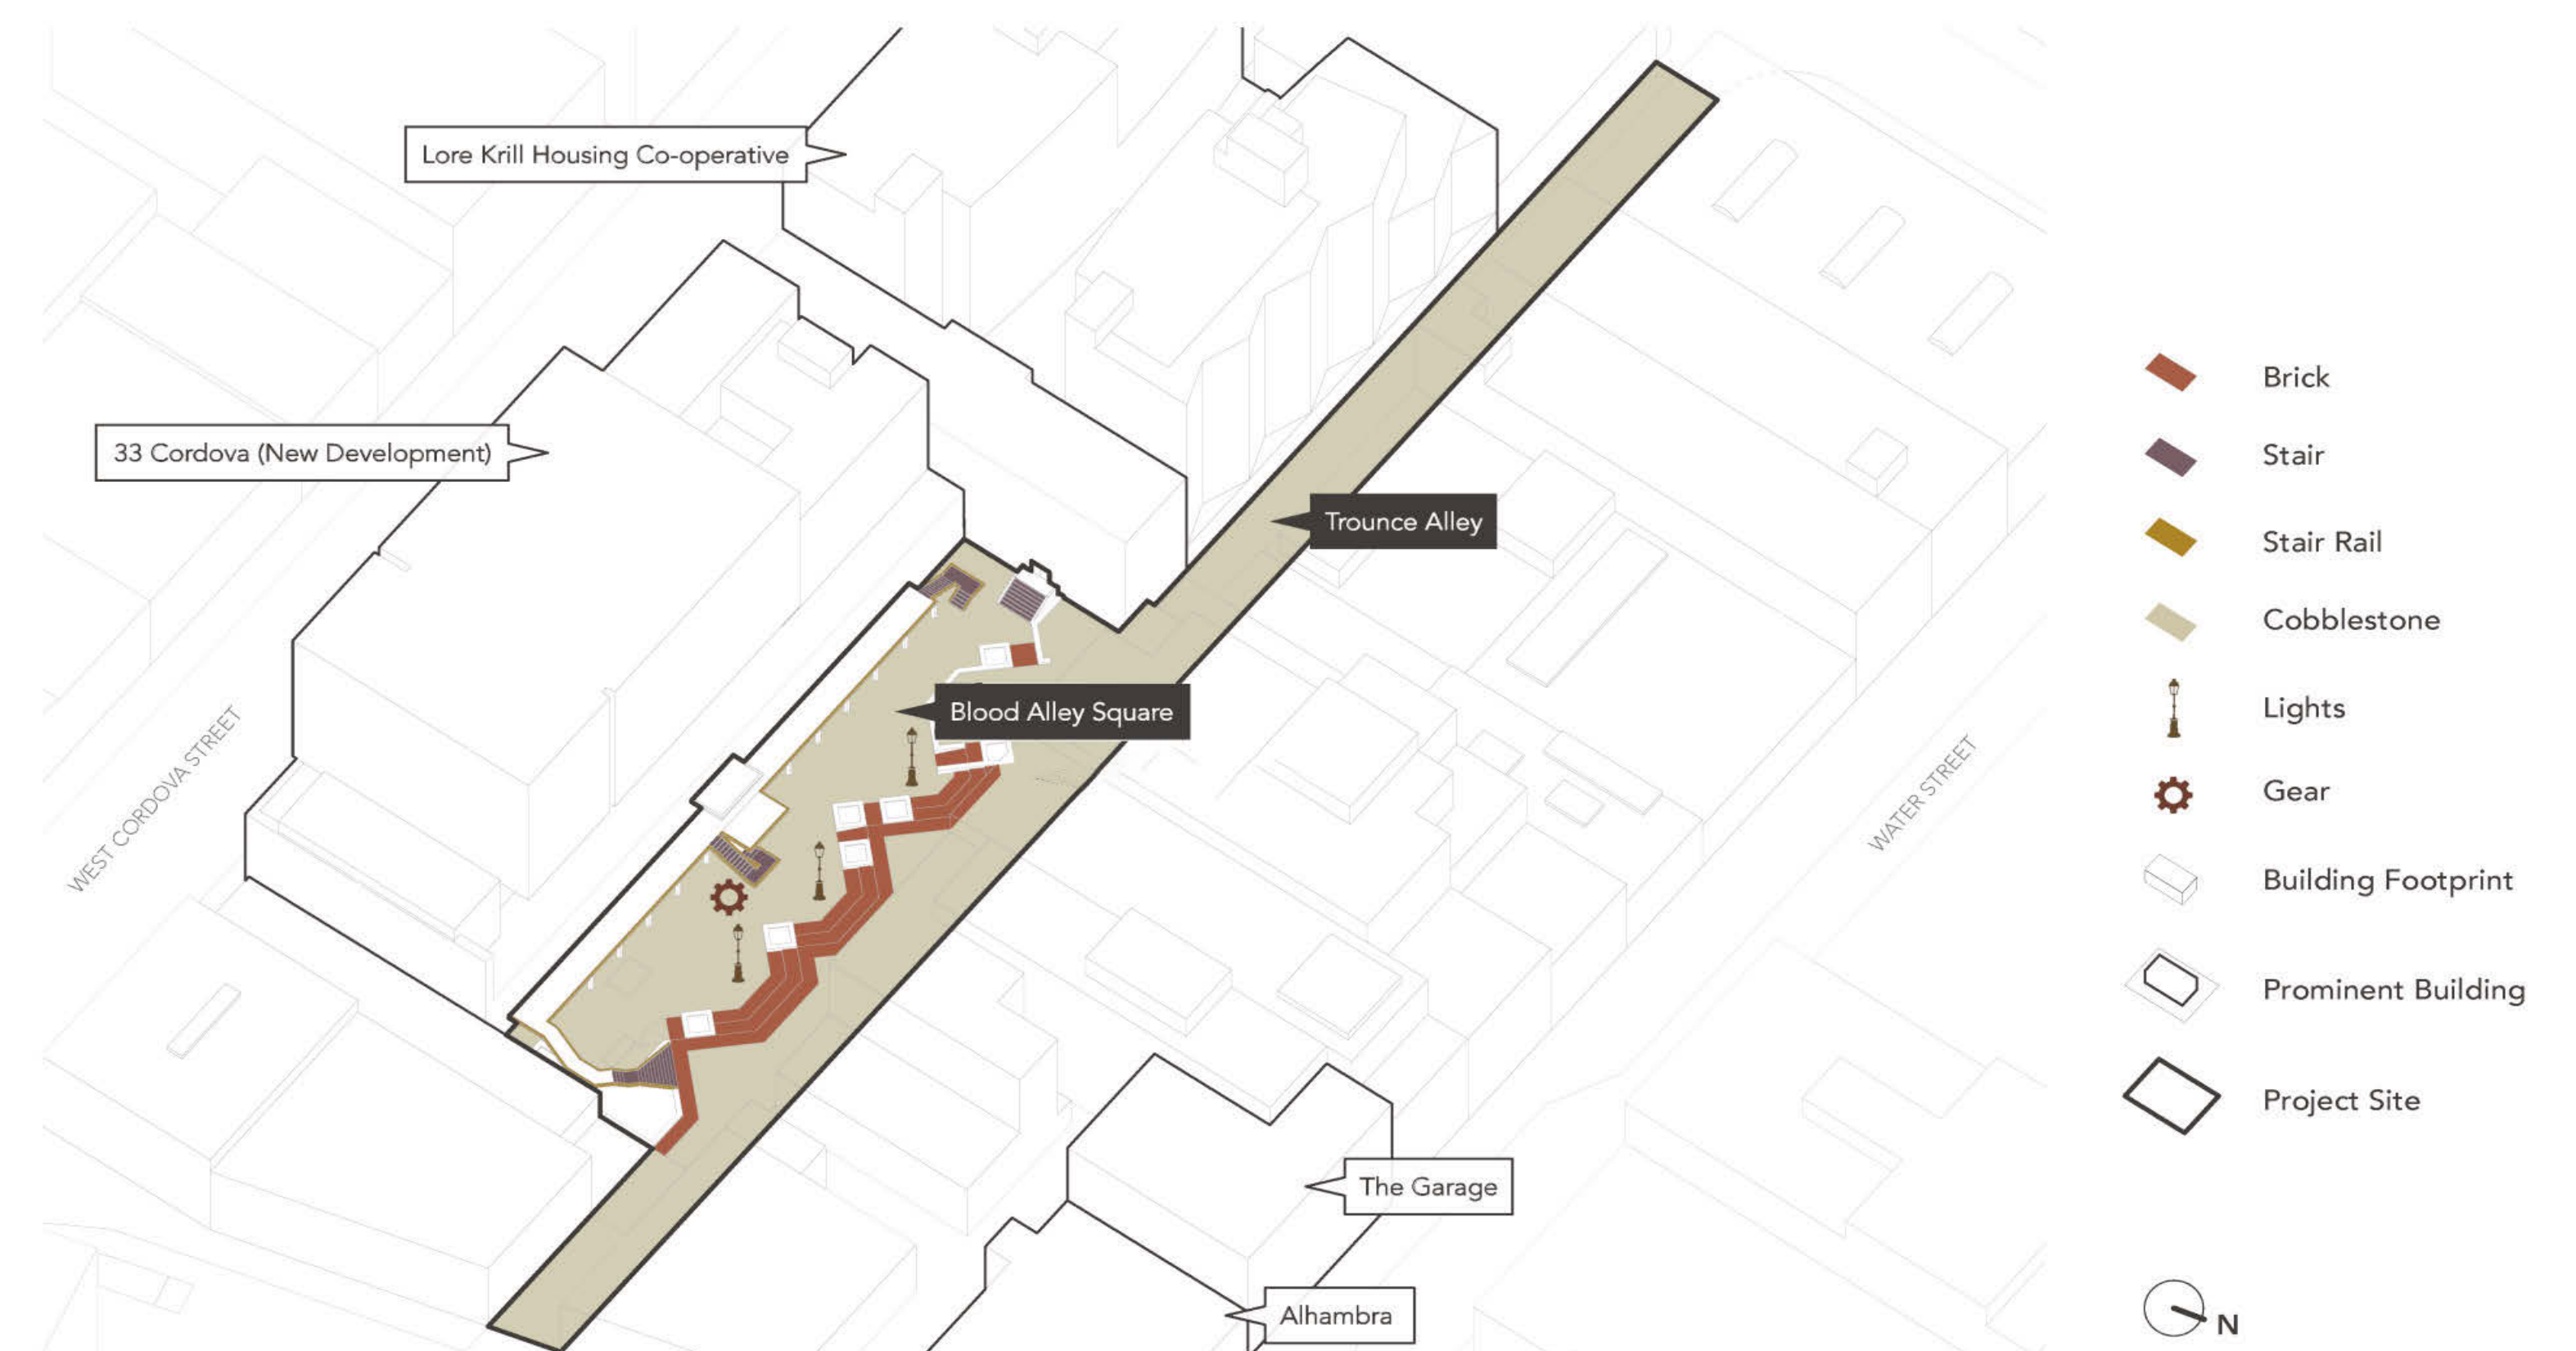 Lore Krill Housing Co-operative
33 Cordova (New Development)
Trounce Alley
Blood Alley Square
WEST CORDOVA STREET
WATER STREET
The Garage
Alhambra
Brick
Stair
Stair Rail
Cobblestone
Lights
Gear
Building Footprint
Prominent Building
Project Site
N